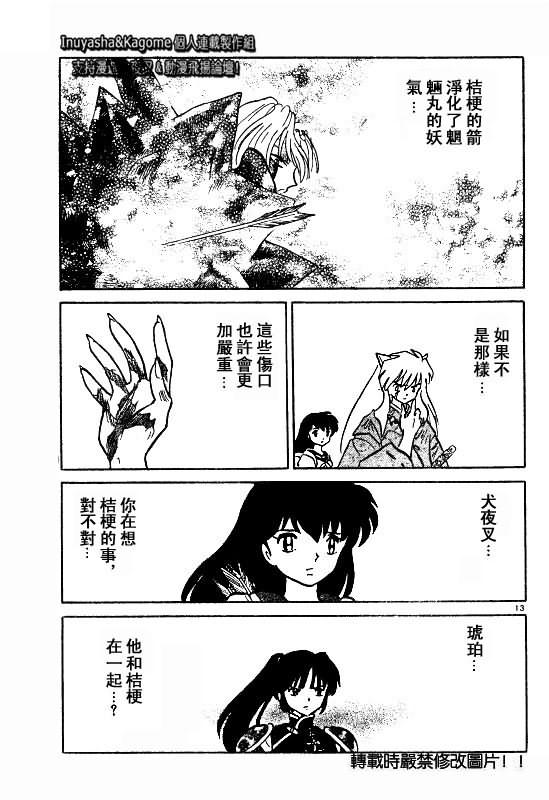 Inuyasha&Kagome 個人連載製作組
桔梗的箭
淨化了魍
魎丸的妖
氣…
如果不
是那樣…
這些傷口
也許會更
加嚴重…
犬夜叉…
你在想
桔梗的事，
對不對…
13
琥珀…
他和桔梗
在一起…?
轉載時嚴禁修改圖片！！